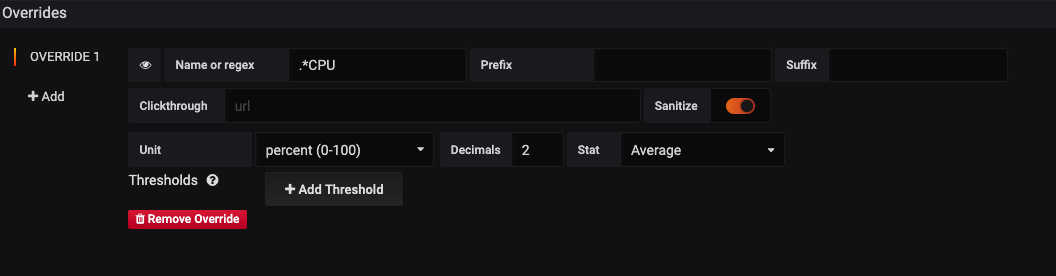 Overrides
OVERRIDE 1
Name or regex .*CPU Prefix Suffix
Add
Clickthrough url Sanitize
Unit percent (0-100) Decimals 2 Stat Average
Thresholds Add Threshold
Remove Override